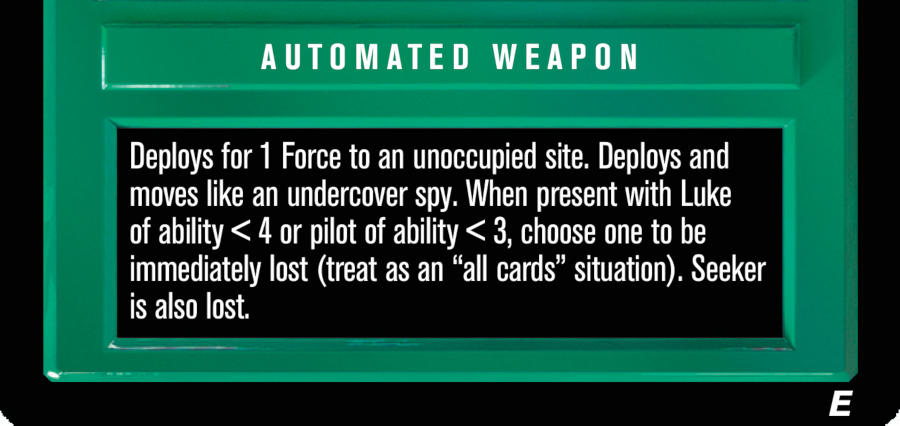 AUTOMATED WEAPON
Deploys for 1 Force to an unoccupied site. Deploys and
moves like an undercover spy. When present with Luke
of ability < 4 or pilot of ability < 3, choose one to be
immediately lost (treat as an “all cards” situation). Seeker
is also lost.
E